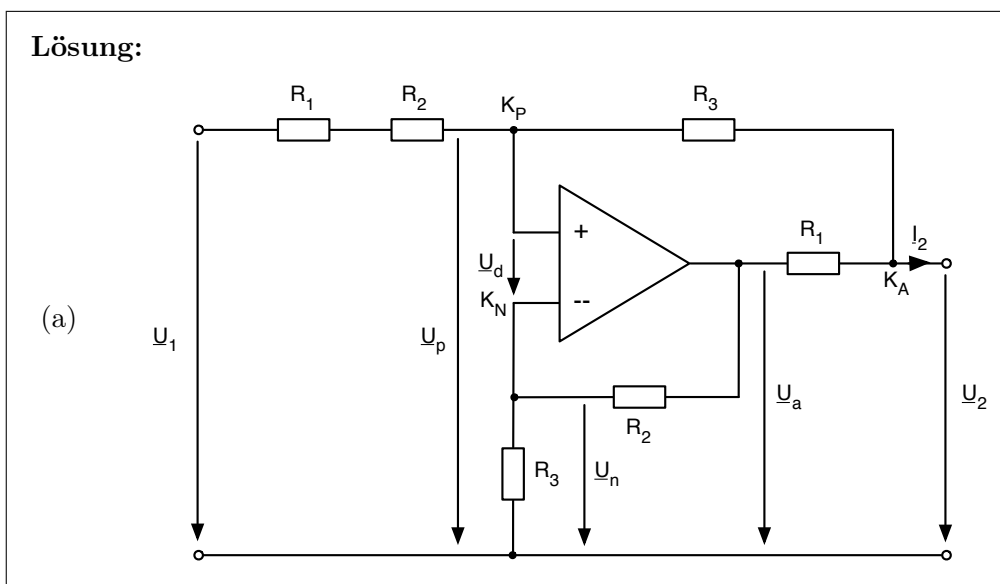 Lösung:
R1 R2 KP R3
+
R1 I2
Ud
KN -- KA
(a)
U1 Up Ua U2
R2
R3 Un